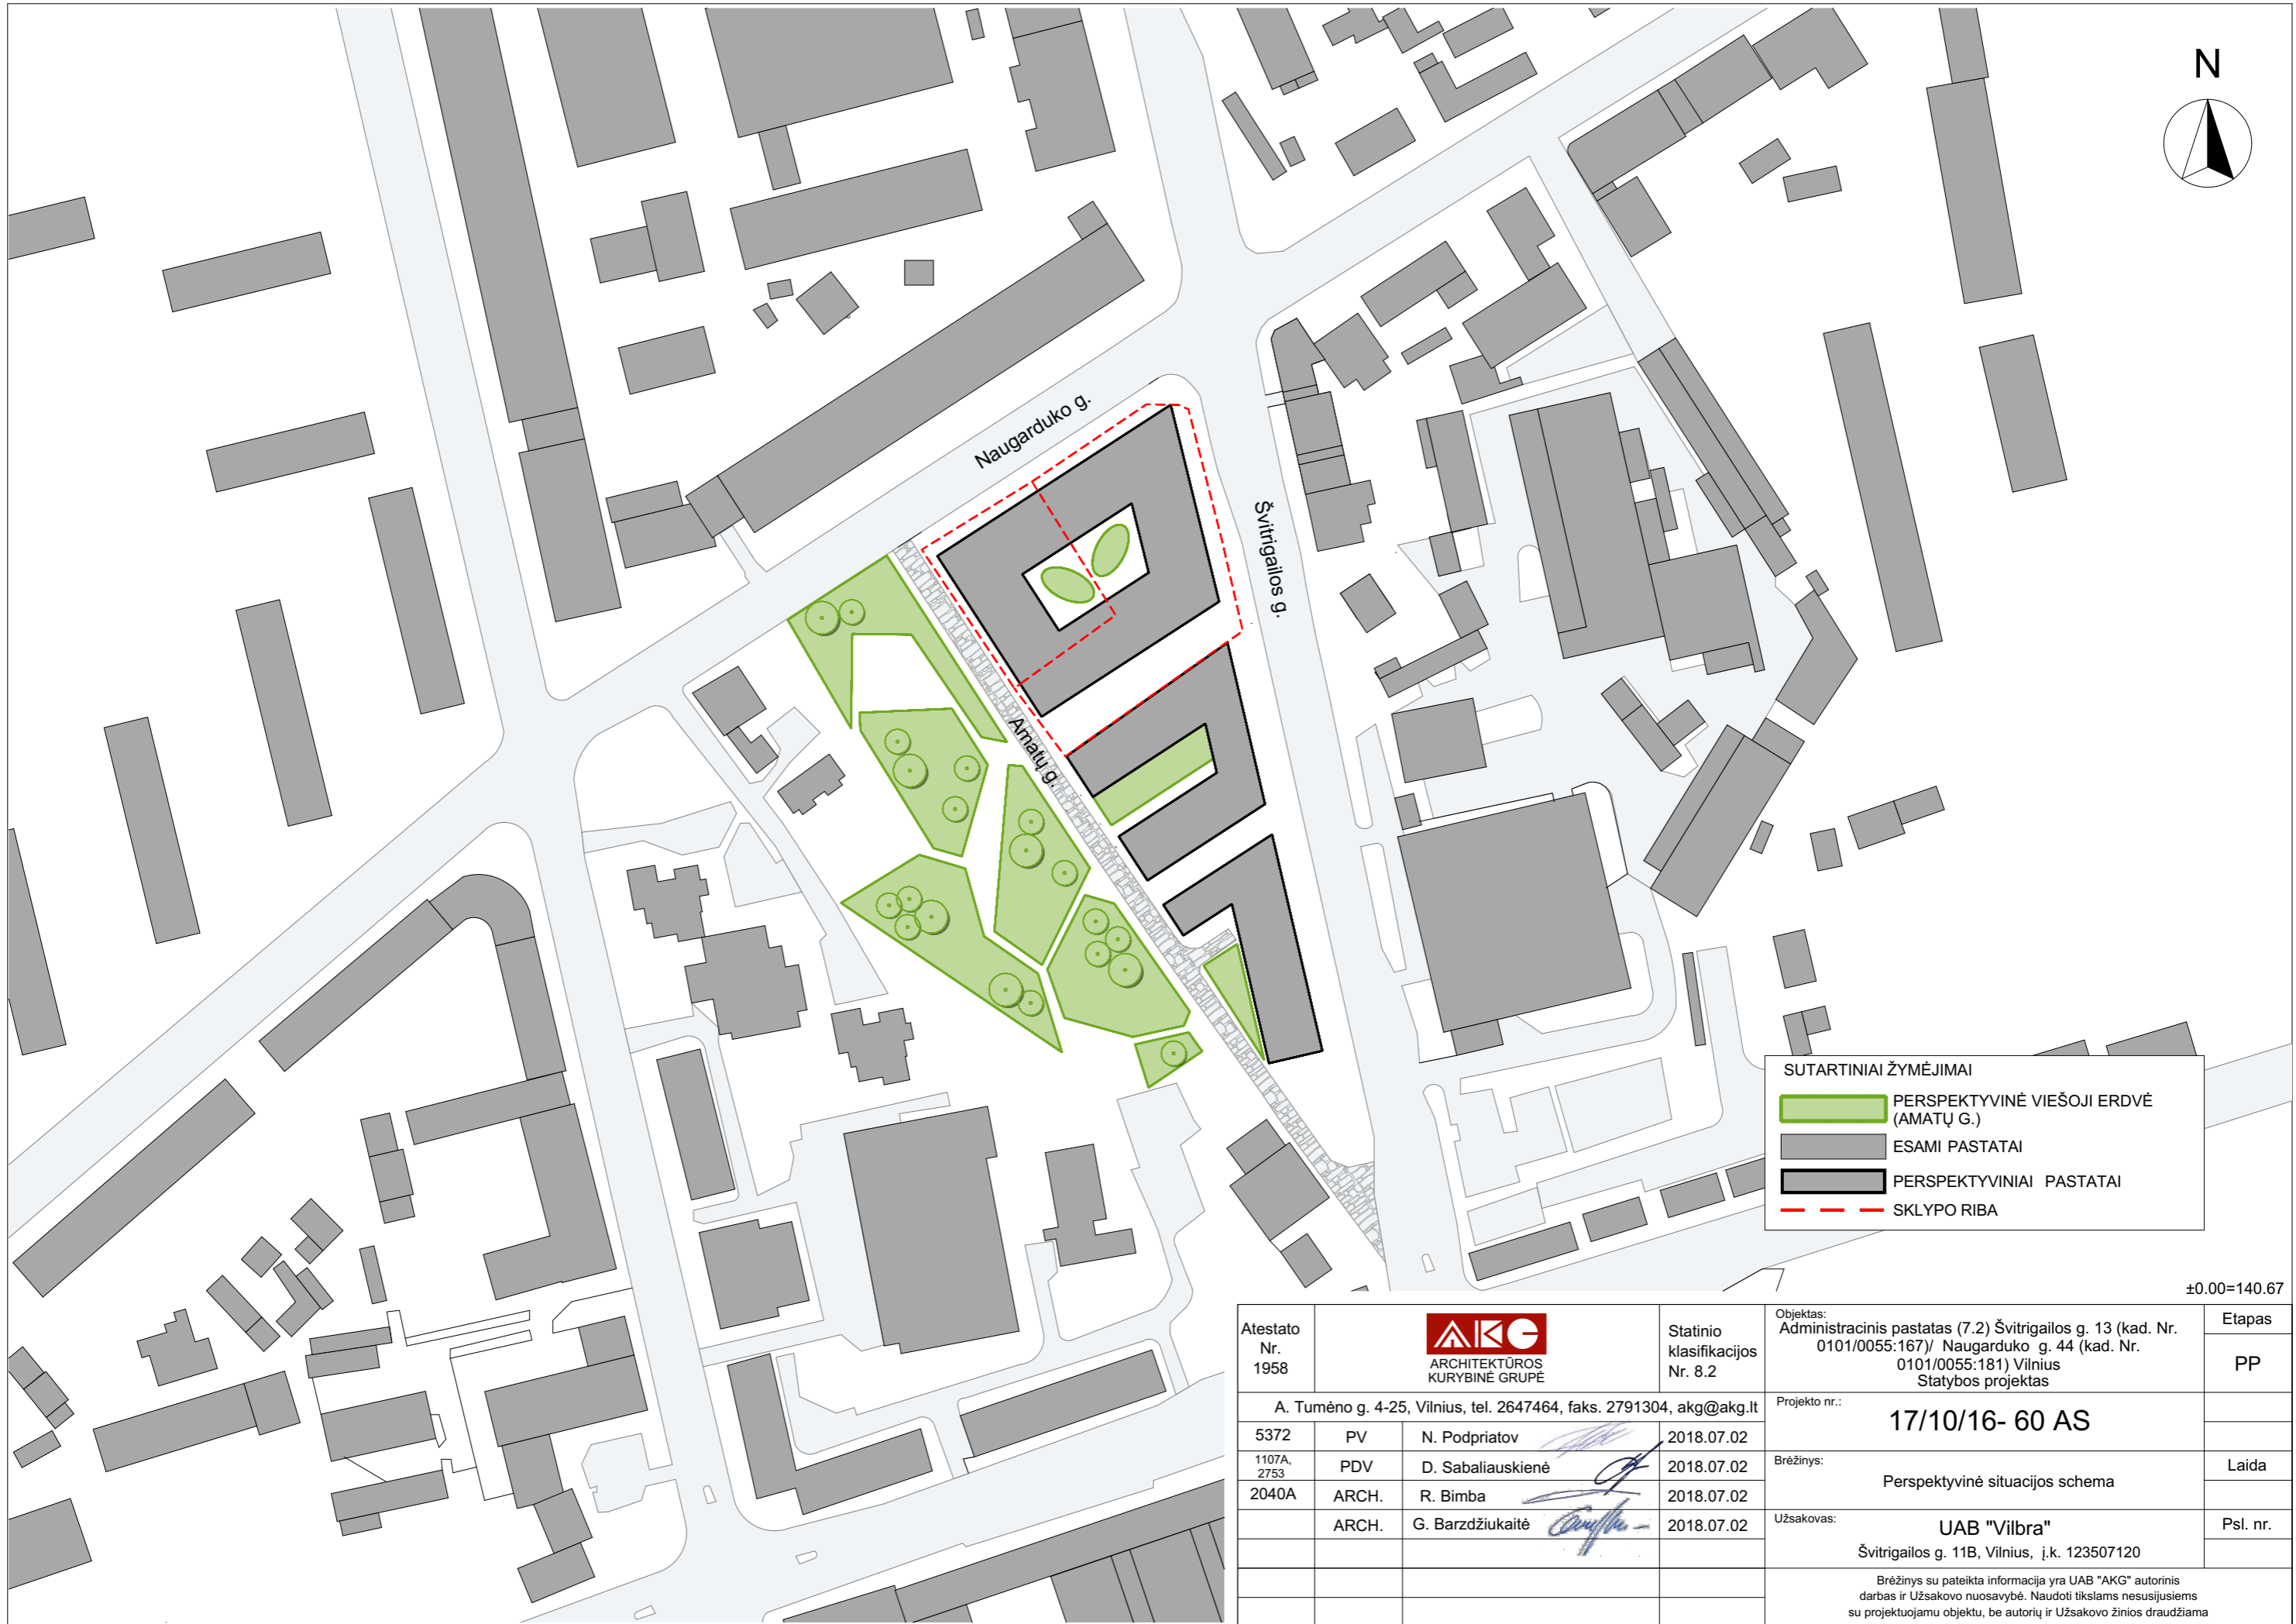 N
Naugarduko g.
Švitrigailos g.
Amatų g.
SUTARTINIAI ŽYMĖJIMAI
PERSPEKTYVINĖ VIEŠOJI ERDVĖ
(AMATŲ G.)
ESAMI PASTATAI
PERSPEKTYVINIAI PASTATAI
SKLYPO RIBA
±0.00=140.67
Atestato
Nr.
1958
AKG
ARCHITEKTŪROS
KURYBINĖ GRUPĖ
Statinio
klasifikacijos
Nr. 8.2
Objektas:
Administracinis pastatas (7.2) Švitrigailos g. 13 (kad. Nr.
0101/0055:167)/ Naugarduko g. 44 (kad. Nr.
0101/0055:181) Vilnius
Statybos projektas
Etapas
PP
A. Tumėno g. 4-25, Vilnius, tel. 2647464, faks. 2791304, akg@akg.lt
Projekto nr.:
17/10/16- 60 AS
5372 PV N. Podpriatov 2018.07.02
1107A,
2753
PDV D. Sabaliauskienė 2018.07.02
2040A ARCH. R. Bimba 2018.07.02
ARCH. G. Barzdžiukaitė 2018.07.02
Brėžinys:
Perspektyvinė situacijos schema
Laida
Užsakovas:
UAB "Vilbra"
Švitrigailos g. 11B, Vilnius, į.k. 123507120
Psl. nr.
Brėžinys su pateikta informacija yra UAB "AKG" autorinis
darbas ir Užsakovo nuosavybė. Naudoti tikslams nesusijusiems
su projektuojamu objektu, be autorių ir Užsakovo žinios draudžiama